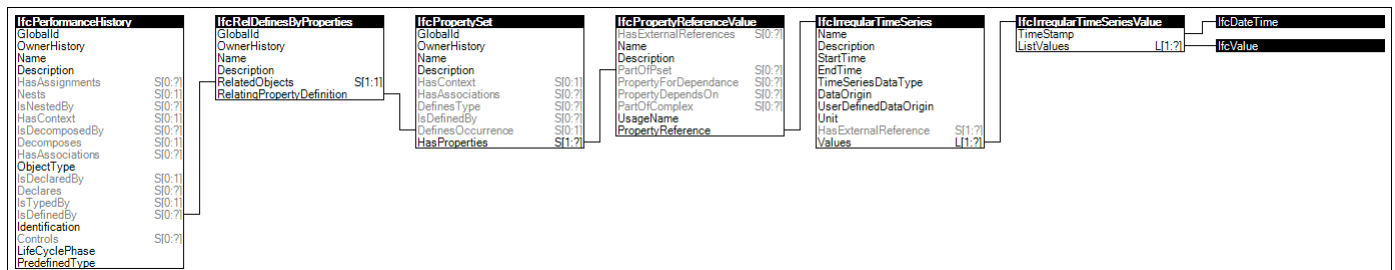 IfcPerformanceHistory
GlobalId
OwnerHistory
Name
Description
HasAssignments S[0:?]
Nests S[0:1]
IsNestedBy S[0:?]
HasContext S[0:1]
IsDecomposedBy S[0:?]
Decomposes S[0:1]
HasAssociations S[0:?]
ObjectType
IsDeclaredBy S[0:1]
Declares S[0:?]
IsTypedBy S[0:1]
IsDefinedBy S[0:?]
Identification
Controls S[0:?]
LifeCyclePhase
PredefinedType
IfcRelDefinesByProperties
GlobalId
OwnerHistory
Name
Description
RelatedObjects S[1:1]
RelatingPropertyDefinition
IfcPropertySet
GlobalId
OwnerHistory
Name
Description
HasContext S[0:1]
HasAssociations S[0:?]
DefinesType S[0:?]
IsDefinedBy S[0:?]
DefinesOccurrence S[0:1]
HasProperties S[1:?]
IfcPropertyReferenceValue
HasExternalReferences S[0:?]
Name
Description
PartOfPset S[0:?]
PropertyForDependance S[0:?]
PropertyDependsOn S[0:?]
PartOfComplex S[0:?]
UsageName
PropertyReference
IfcIrregularTimeSeries
Name
Description
StartTime
EndTime
TimeSeriesDataType
DataOrigin
UserDefinedDataOrigin
Unit
HasExternalReference S[1:?]
Values L[1:?]
IfcIrregularTimeSeriesValue
TimeStamp
ListValues L[1:?]
IfcDateTime
IfcValue